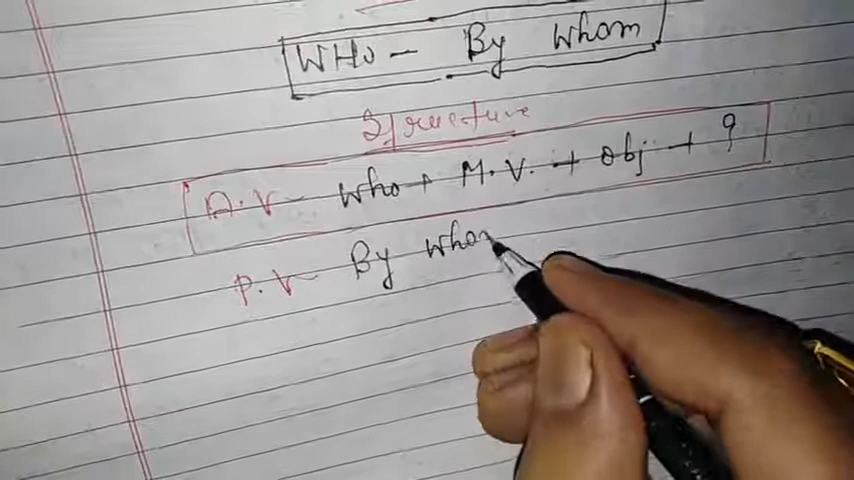 WHo - By whom
Structure
A.V - Who + M.V. + obj + ?
P.V - By whom